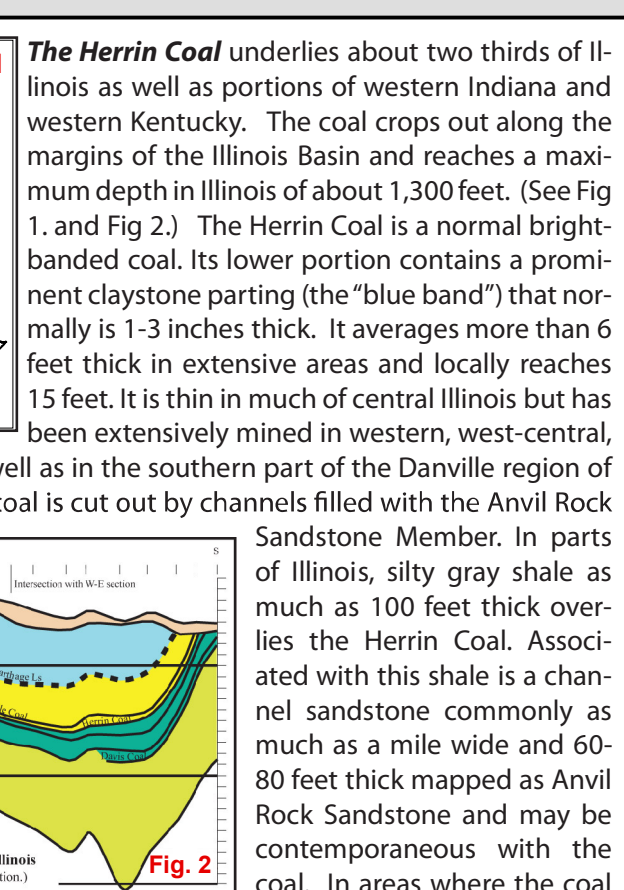 The Herrin Coal underlies about two thirds of Il-
linois as well as portions of western Indiana and
western Kentucky. The coal crops out along the
margins of the Illinois Basin and reaches a maxi-
mum depth in Illinois of about 1,300 feet. (See Fig
1. and Fig 2.) The Herrin Coal is a normal bright-
banded coal. Its lower portion contains a promi-
nent claystone parting (the “blue band”) that nor-
mally is 1-3 inches thick. It averages more than 6
feet thick in extensive areas and locally reaches
15 feet. It is thin in much of central Illinois but has
been extensively mined in western, west-central,
well as in the southern part of the Danville region of
coal is cut out by channels filled with the Anvil Rock
Sandstone Member. In parts
of Illinois, silty gray shale as
much as 100 feet thick over-
lies the Herrin Coal. Associ-
ated with this shale is a chan-
nel sandstone commonly as
much as a mile wide and 60-
80 feet thick mapped as Anvil
Rock Sandstone and may be
contemporaneous with the
coal. In areas where the coal
S
Intersection with W-E section
arthage Ls
le Coal
Herrin Coal
Davis Coal
llinois
tion.)
Fig. 2